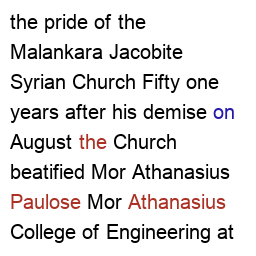 the pride of the
Malankara Jacobite
Syrian Church Fifty one
years after his demise on
August the Church
beatified Mor Athanasius
Paulose Mor Athanasius
College of Engineering at